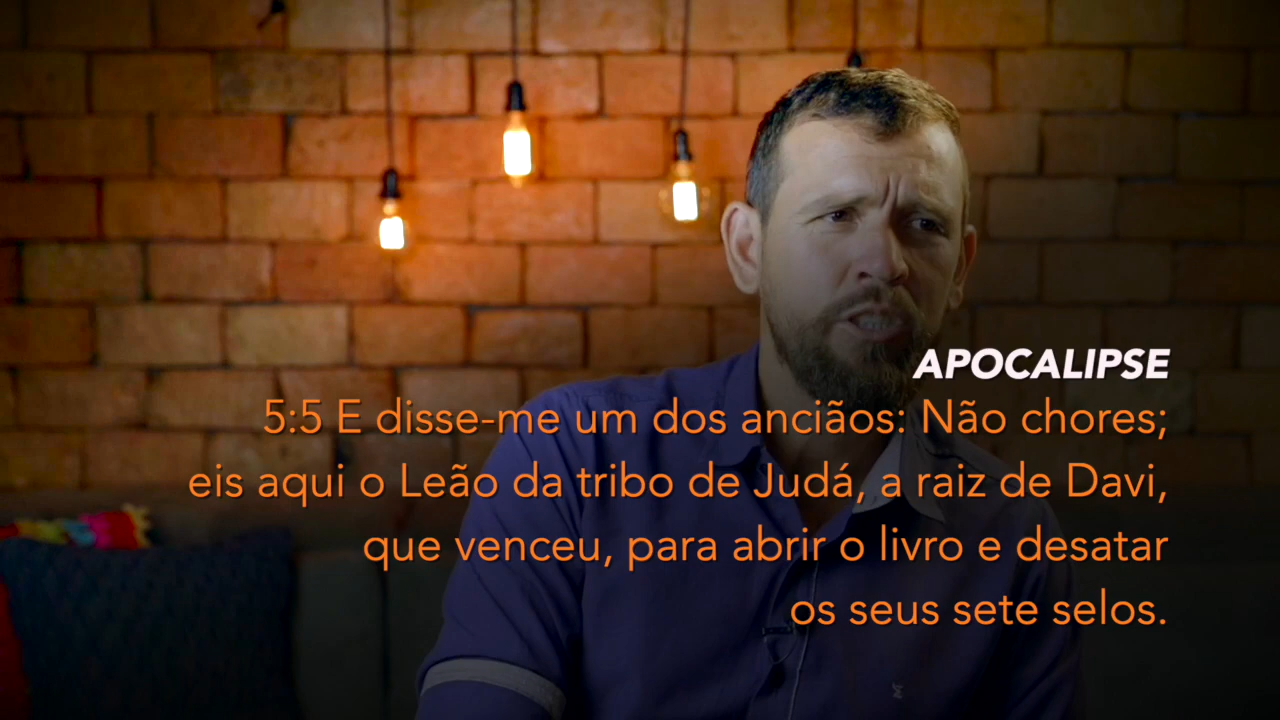 APOCALIPSE
5:5 E disse-me um dos anciãos: Não chores;
eis aqui o Leão da tribo de Judá, a raiz de Davi,
que venceu, para abrir o livro e desatar
os seus sete selos.